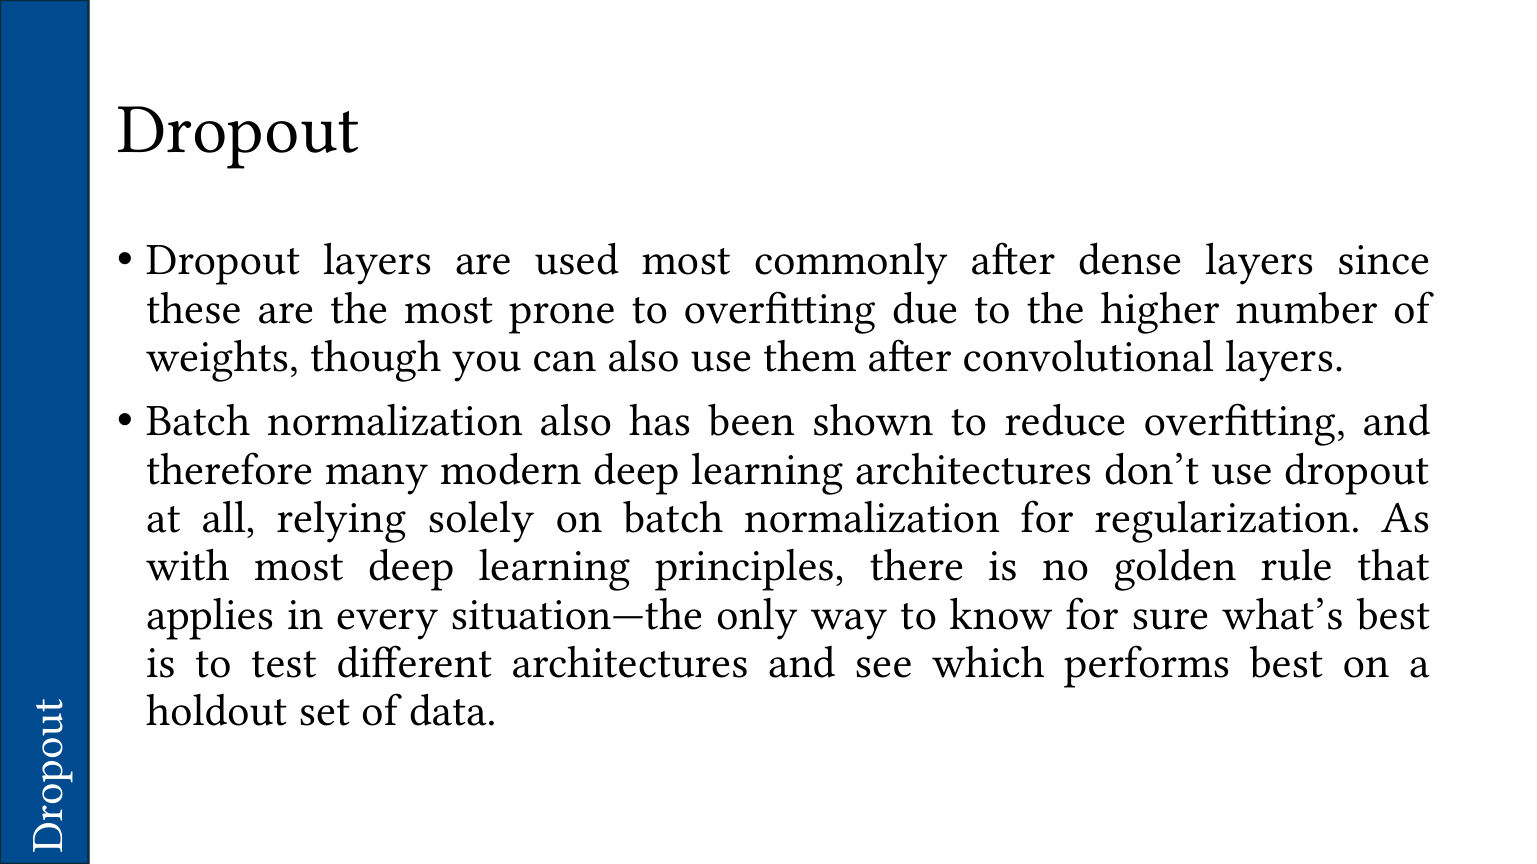 Dropout
• Dropout layers are used most commonly after dense layers since
these are the most prone to overfitting due to the higher number of
weights, though you can also use them after convolutional layers.
• Batch normalization also has been shown to reduce overfitting, and
therefore many modern deep learning architectures don’t use dropout
at all, relying solely on batch normalization for regularization. As
with most deep learning principles, there is no golden rule that
applies in every situation—the only way to know for sure what’s best
is to test different architectures and see which performs best on a
holdout set of data.
Dropout